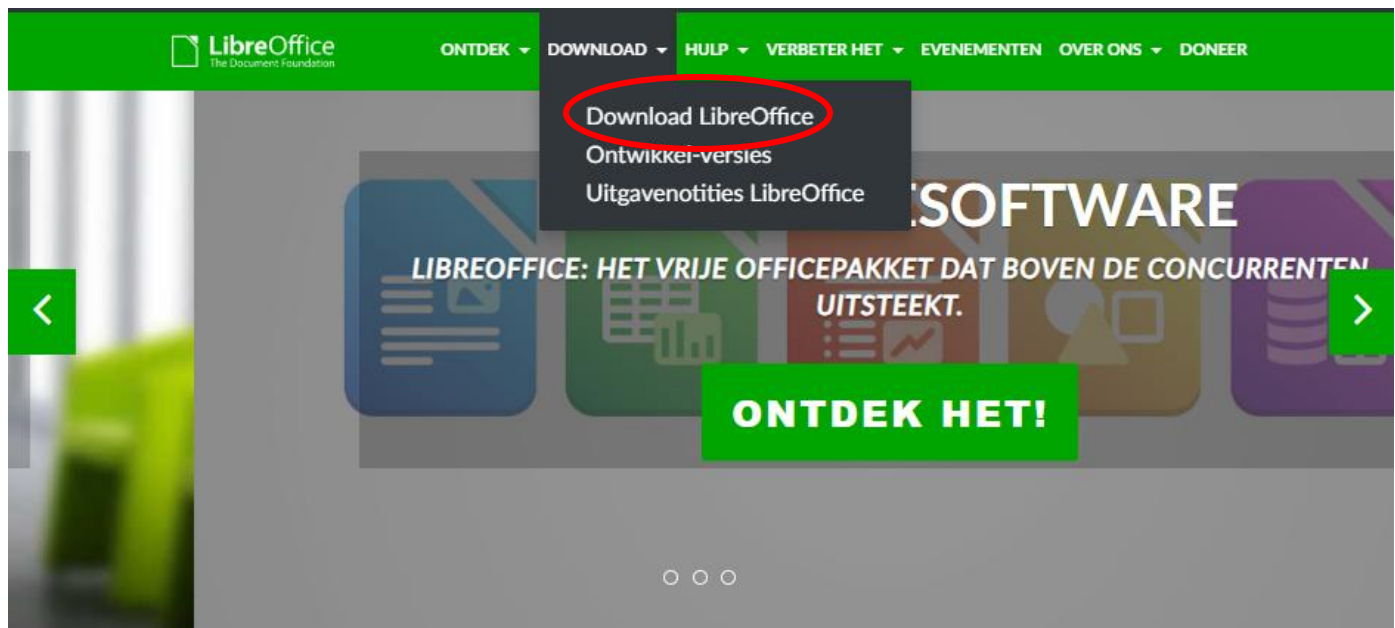 LibreOffice
The Document Foundation
ONTDEK DOWNLOAD HULP VERBETER HET EVENEMENTEN OVER ONS DONEER
Download LibreOffice
Ontwikkel-versies
Uitgavenotities LibreOffice
ESOFTWARE
LIBREOFFICE: HET VRIJE OFFICEPAKKET DAT BOVEN DE CONCURRENTEN
UITSTEEKT.
ONTDEK HET!